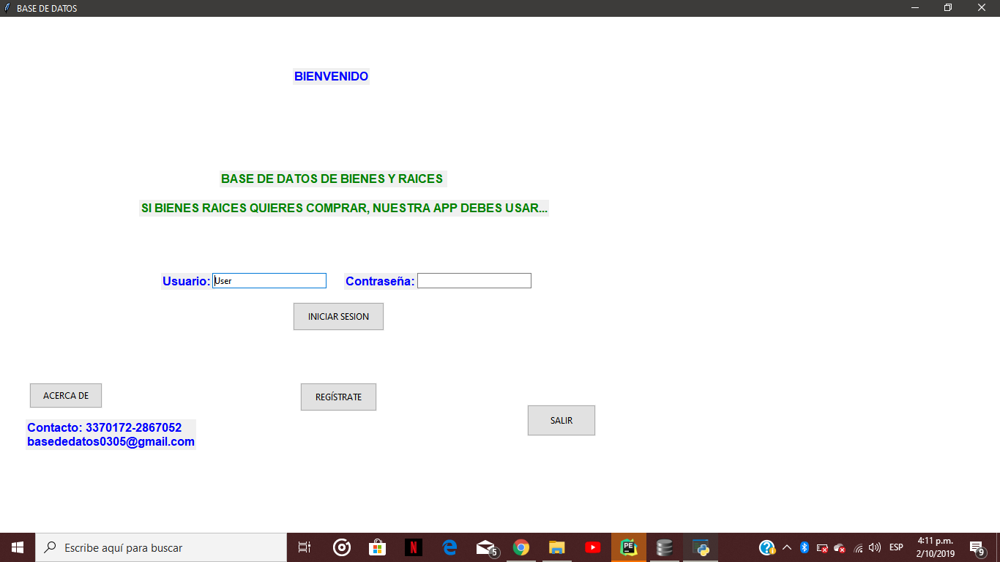 BASE DE DATOS
BIENVENIDO
BASE DE DATOS DE BIENES Y RAICES
SI BIENES RAICES QUIERES COMPRAR, NUESTRA APP DEBES USAR...
Usuario: User Contraseña:
INICIAR SESION
ACERCA DE
REGÍSTRATE
SALIR
Contacto: 3370172-2867052
basededatos0305@gmail.com
Escribe aquí para buscar
N
5
PE
ESP
4:11 p.m.
2/10/2019
9